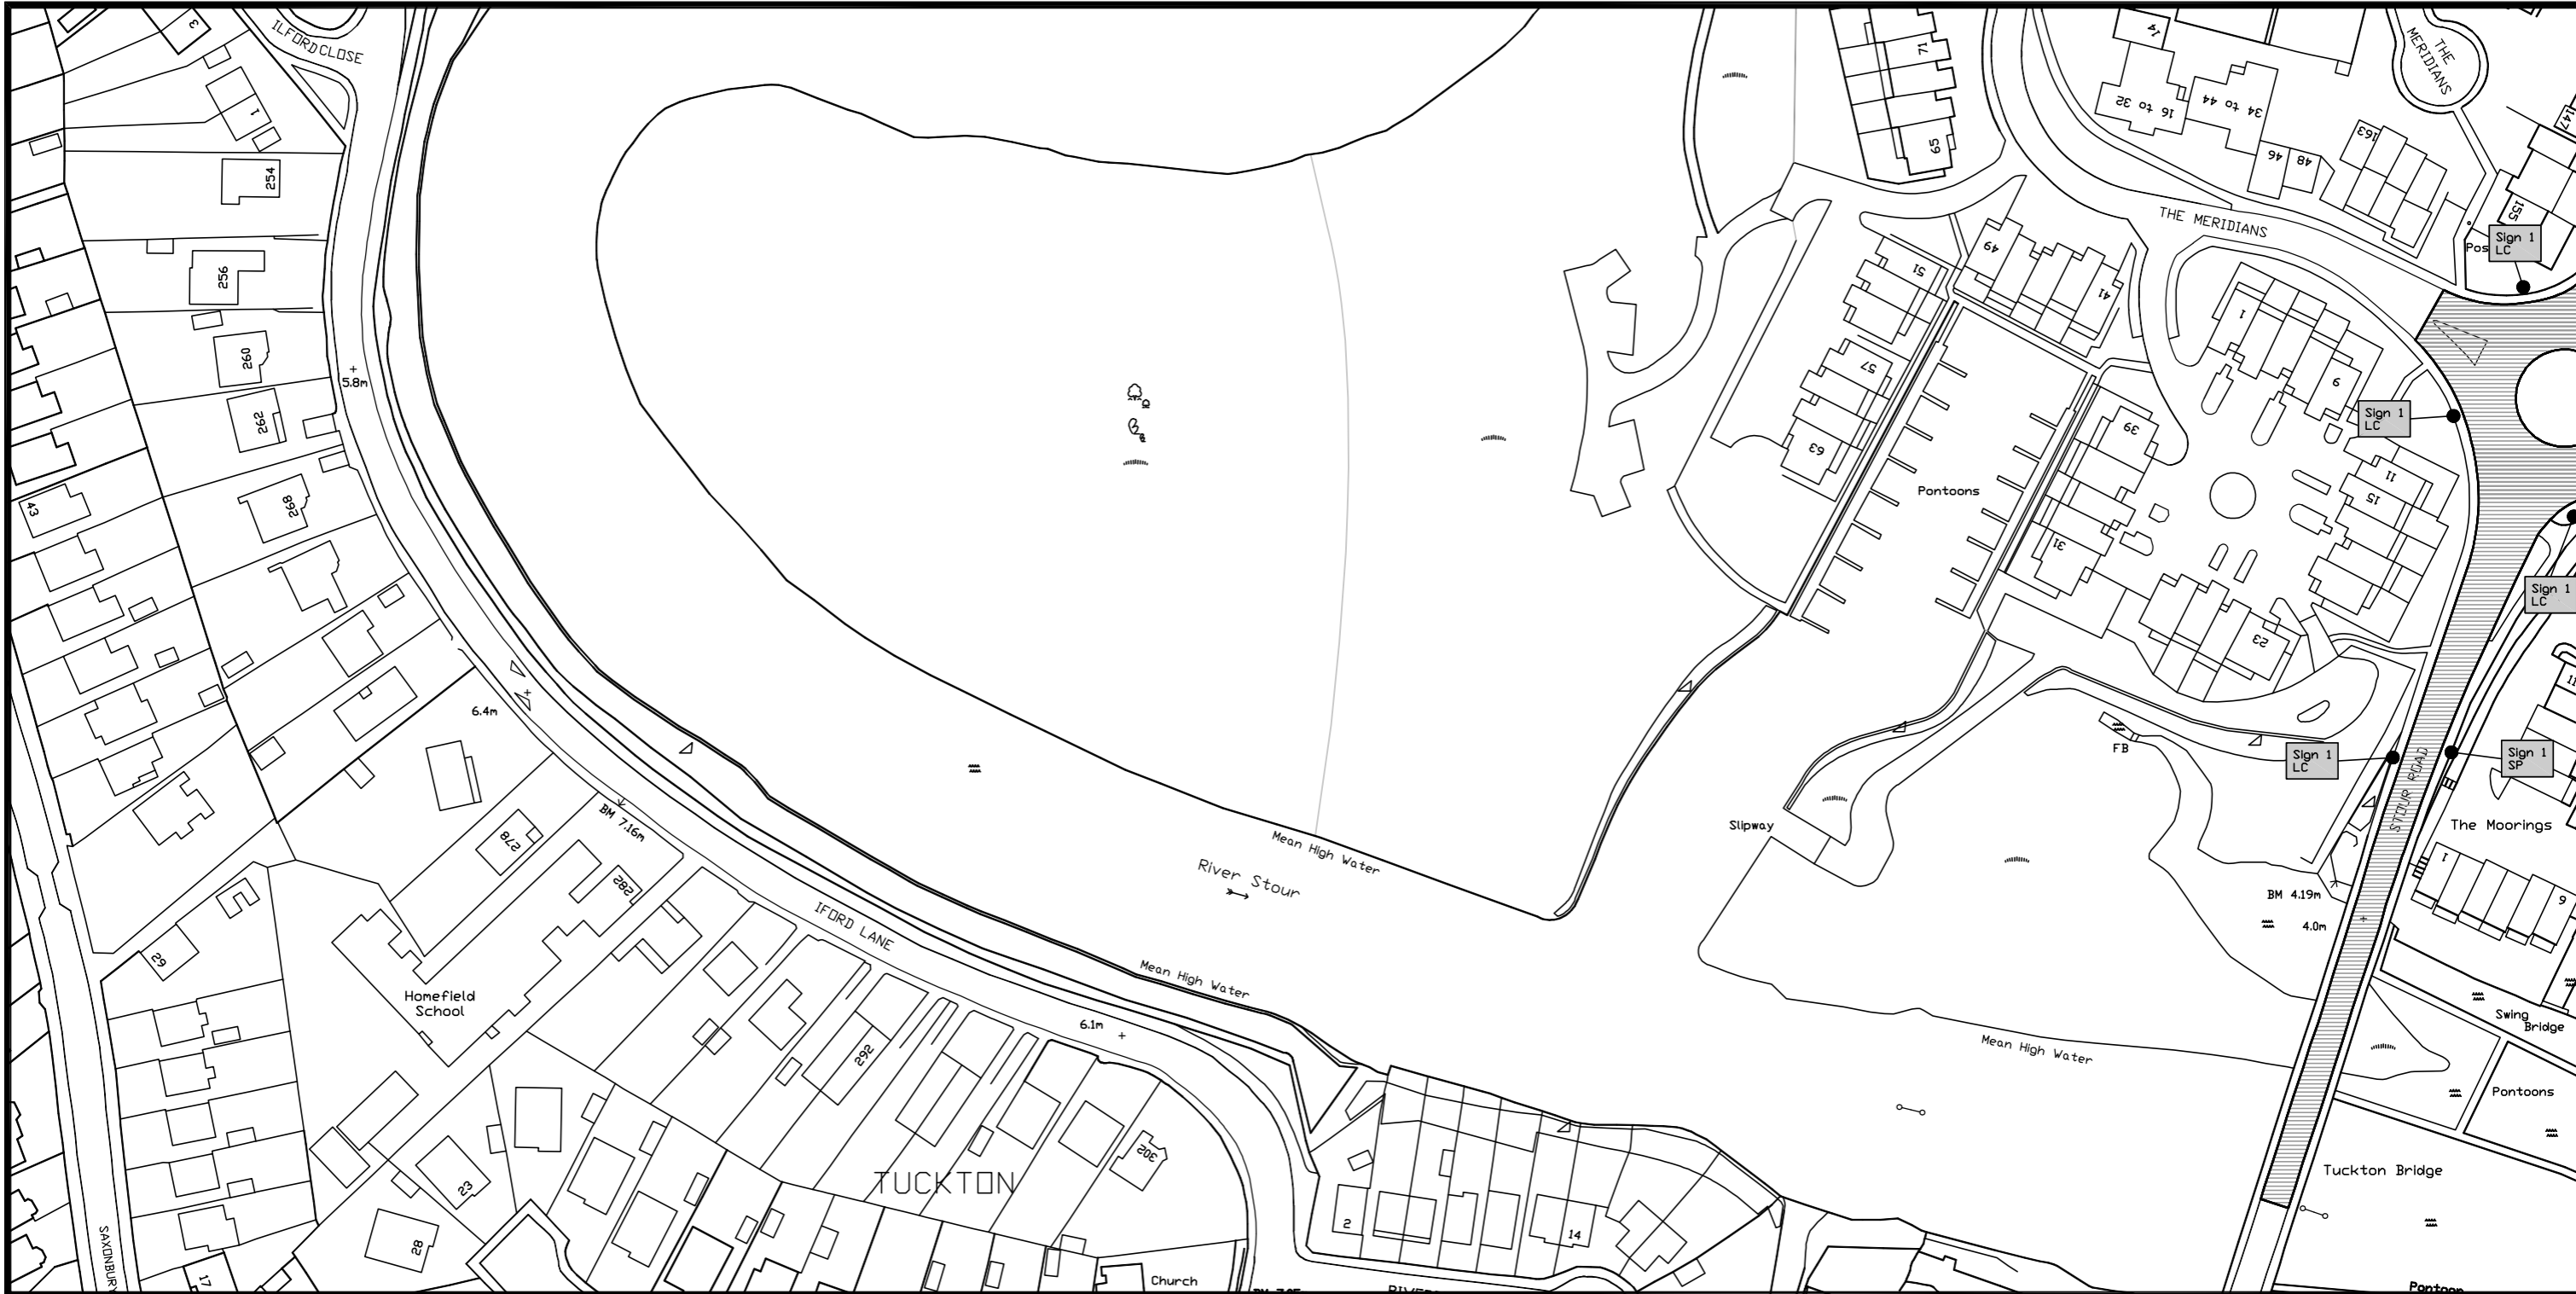 3
ILFORD CLOSE
1
254
256
260
5.8m
262
268
43
6.4m
BM 7.16m
278
282
29
Homefield
School
IFORD LANE
292
6.1m
302
TUCKTON
23
28
17
SAXONBURY
Church
2
14
River Stour
Mean High Water
Mean High Water
Mean High Water
71
65
14
16 to 32
34 to 44
46
48
163
THE
MERIDIANS
147
155
THE MERIDIANS
Pos
Sign 1
LC
49
41
51
57
63
Pontoons
39
31
1
9
11
15
23
Sign 1
LC
Sign 1
LC
11
Slipway
FB
Sign 1
LC
Sign 1
SP
STOUR ROAD
The Moorings
1
9
BM 4.19m
4.0m
Swing
Bridge
Pontoons
Tuckton Bridge
Pontoon